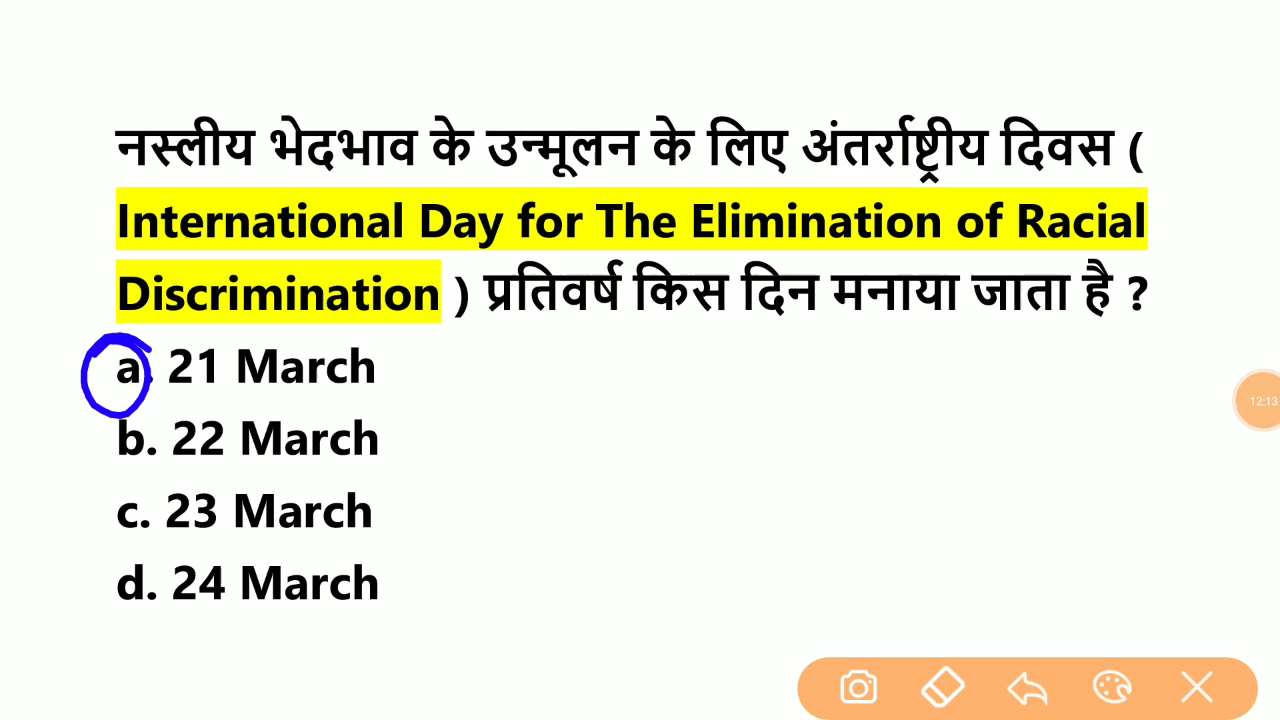 नस्लीय भेदभाव के उन्मूलन के लिए अंतर्राष्ट्रीय दिवस (
International Day for The Elimination of Racial
Discrimination ) प्रतिवर्ष किस दिन मनाया जाता है ?
a. 21 March
12:13
b. 22 March
c. 23 March
d. 24 March